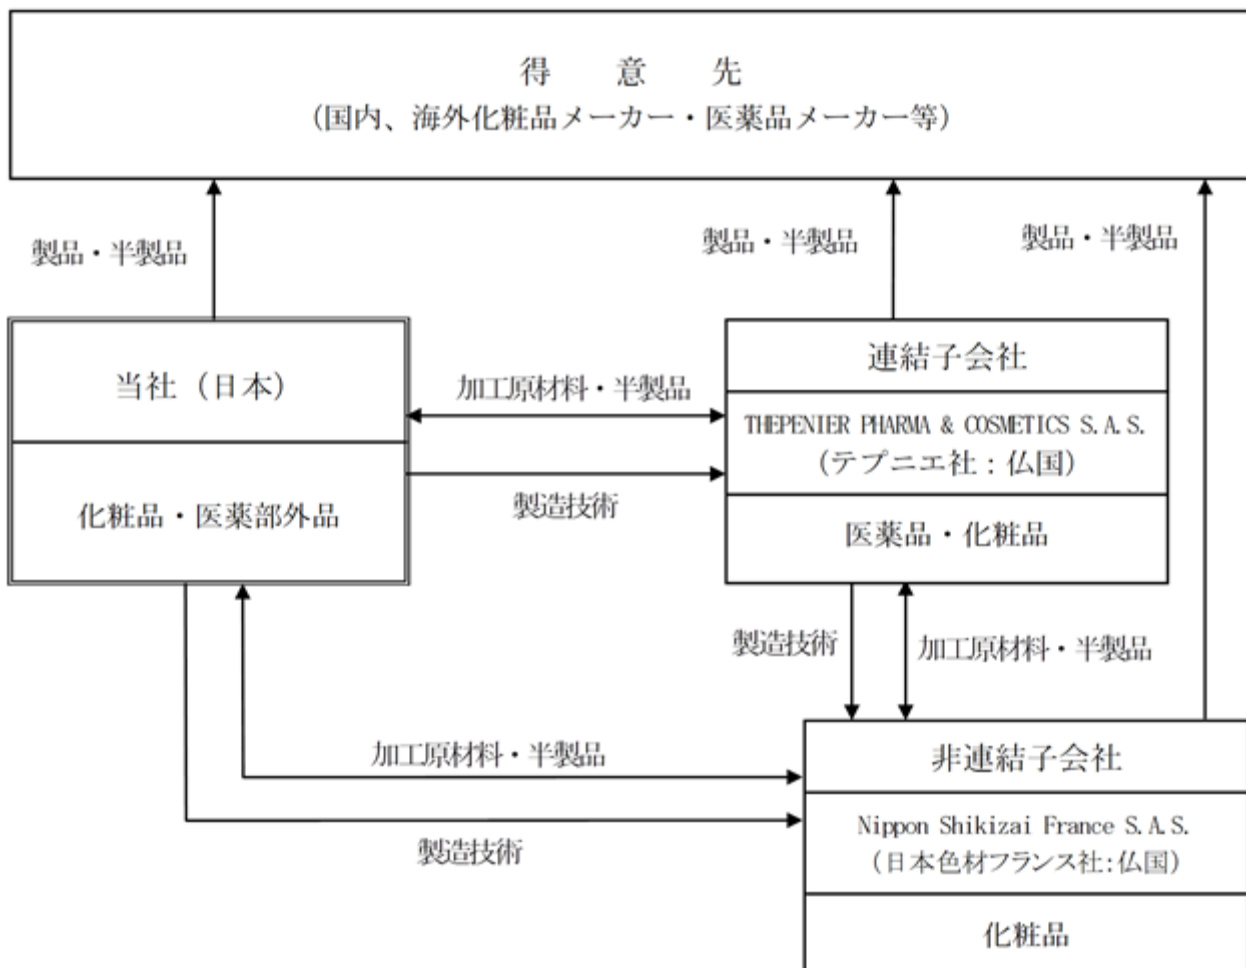 得 意 先
（国内、海外化粧品メーカー・医薬品メーカー等）
製品・半製品
製品・半製品
製品・半製品
当社（日本）
化粧品・医薬部外品
加工原材料・半製品
製造技術
連結子会社
THEPENIER PHARMA & COSMETICS S.A.S.
（テプニエ社：仏国）
医薬品・化粧品
製造技術
加工原材料・半製品
加工原材料・半製品
製造技術
非連結子会社
Nippon Shikizai France S.A.S.
（日本色材フランス社：仏国）
化粧品